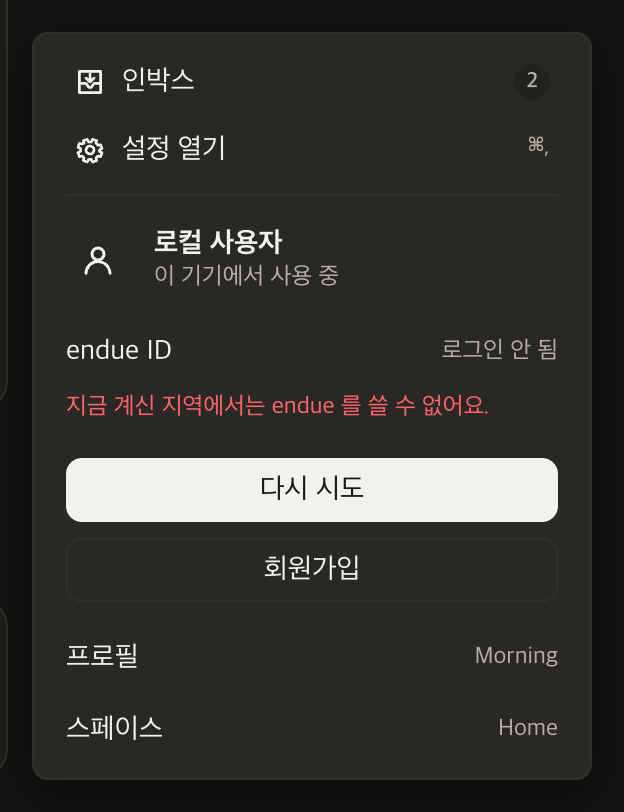 인박스 2
설정 열기 ⌘,
로컬 사용자
이 기기에서 사용 중
endue ID 로그인 안 됨
지금 계신 지역에서는 endue 를 쓸 수 없어요.
다시 시도
회원가입
프로필 Morning
스페이스 Home